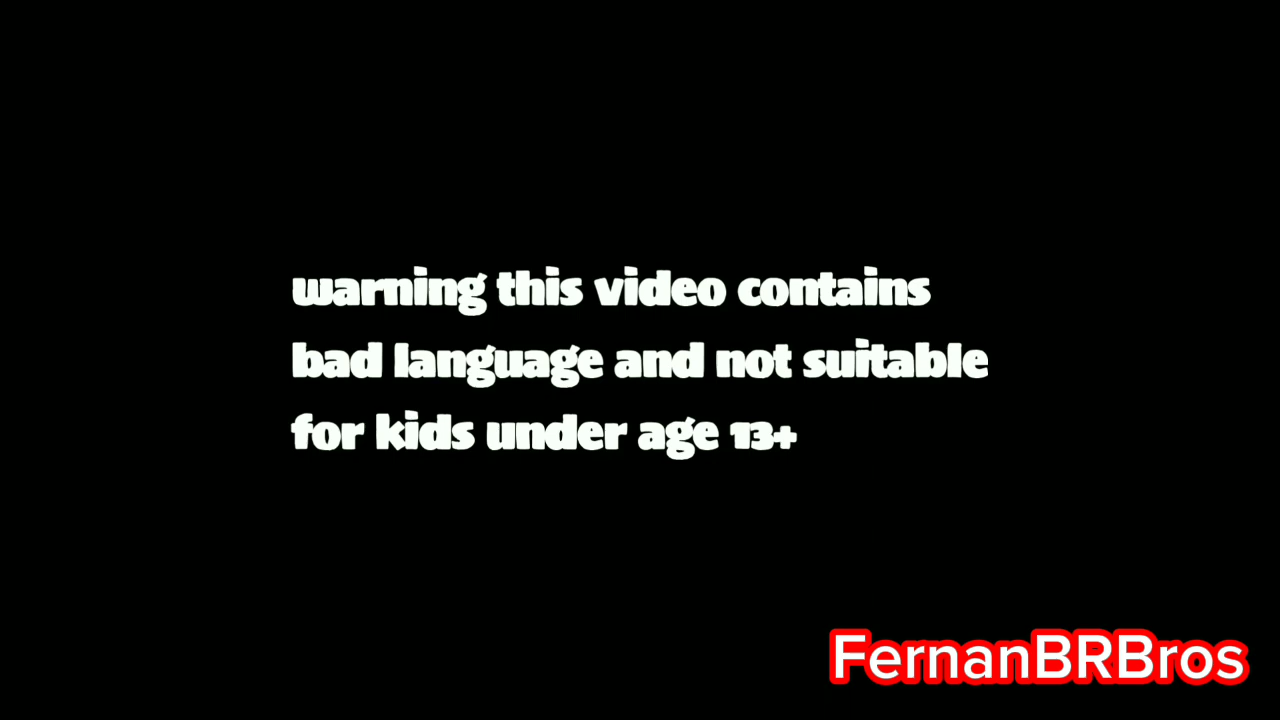 warning this video contains
bad language and not suitable
for kids under age 13+
FernanBRBros